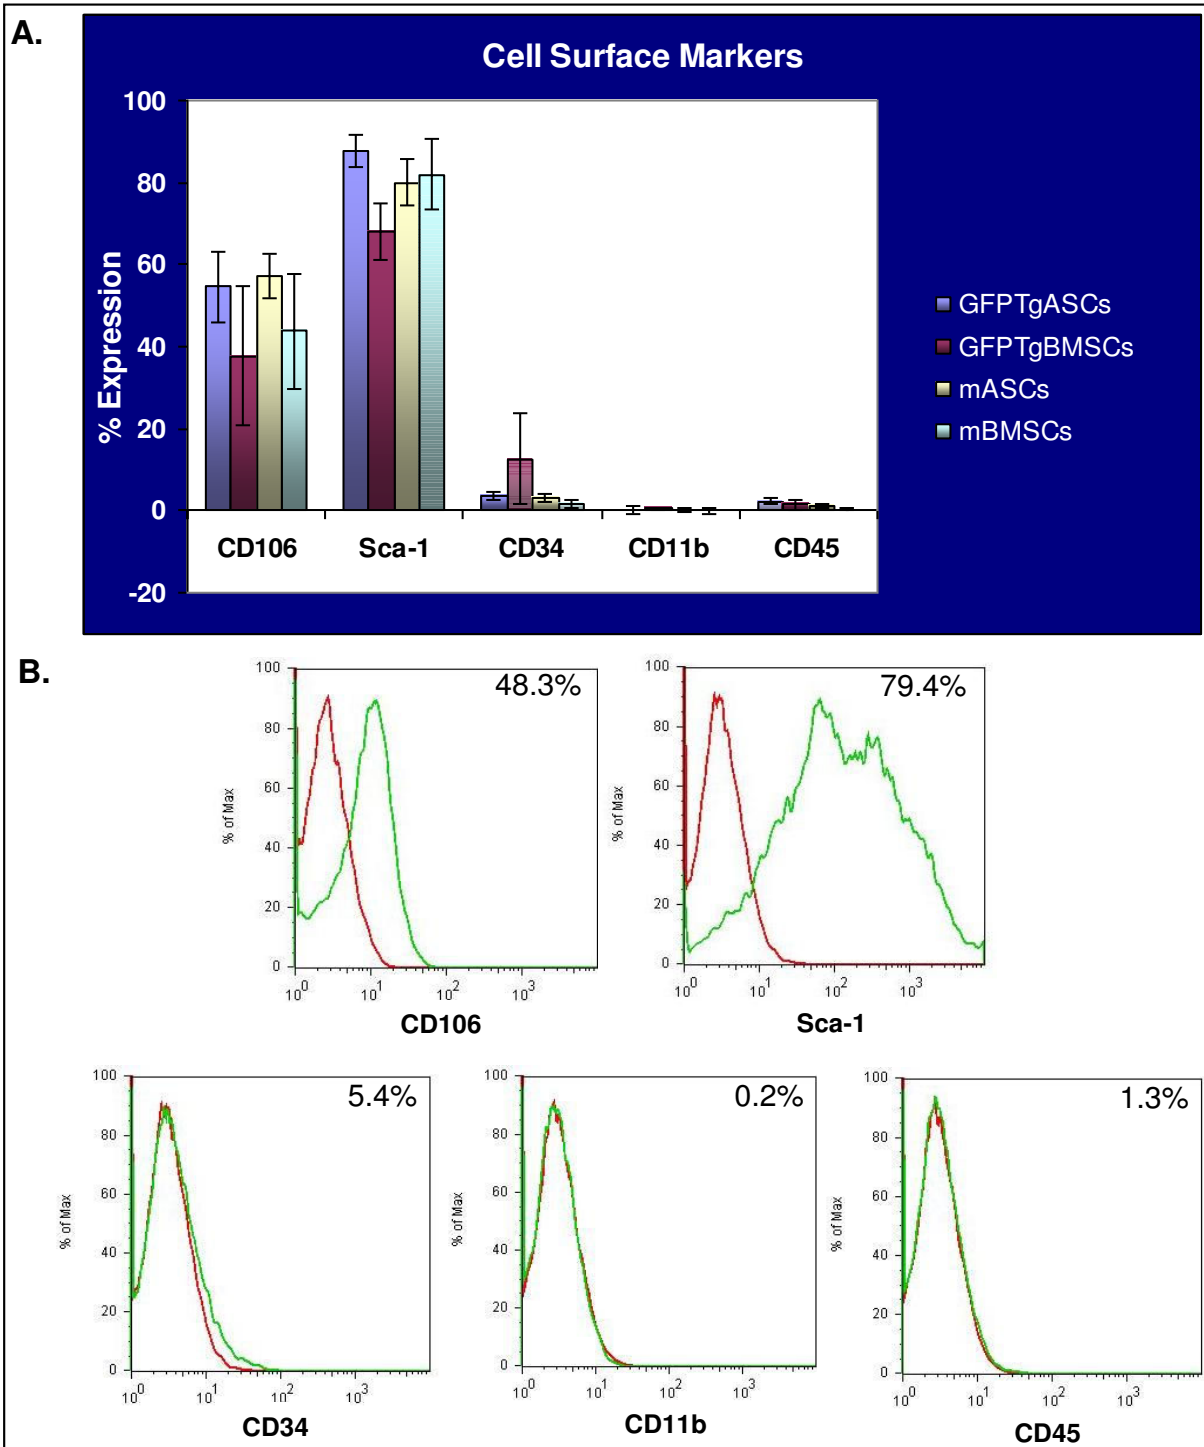 A.
Cell Surface Markers
% Expression
100
80
60
40
20
0
-20
CD106 Sca-1 CD34 CD11b CD45
GFPTgASCs
GFPTgBMSCs
mASCs
mBMSCs
B.
48.3%
% of Max
100
80
60
40
20
0
10^0 10^1 10^2 10^3
CD106
79.4%
% of Max
100
80
60
40
20
0
10^0 10^1 10^2 10^3
Sca-1
5.4%
% of Max
100
80
60
40
20
0
10^0 10^1 10^2 10^3
CD34
0.2%
% of Max
100
80
60
40
20
0
10^0 10^1 10^2 10^3
CD11b
1.3%
% of Max
100
80
60
40
20
0
10^0 10^1 10^2 10^3
CD45